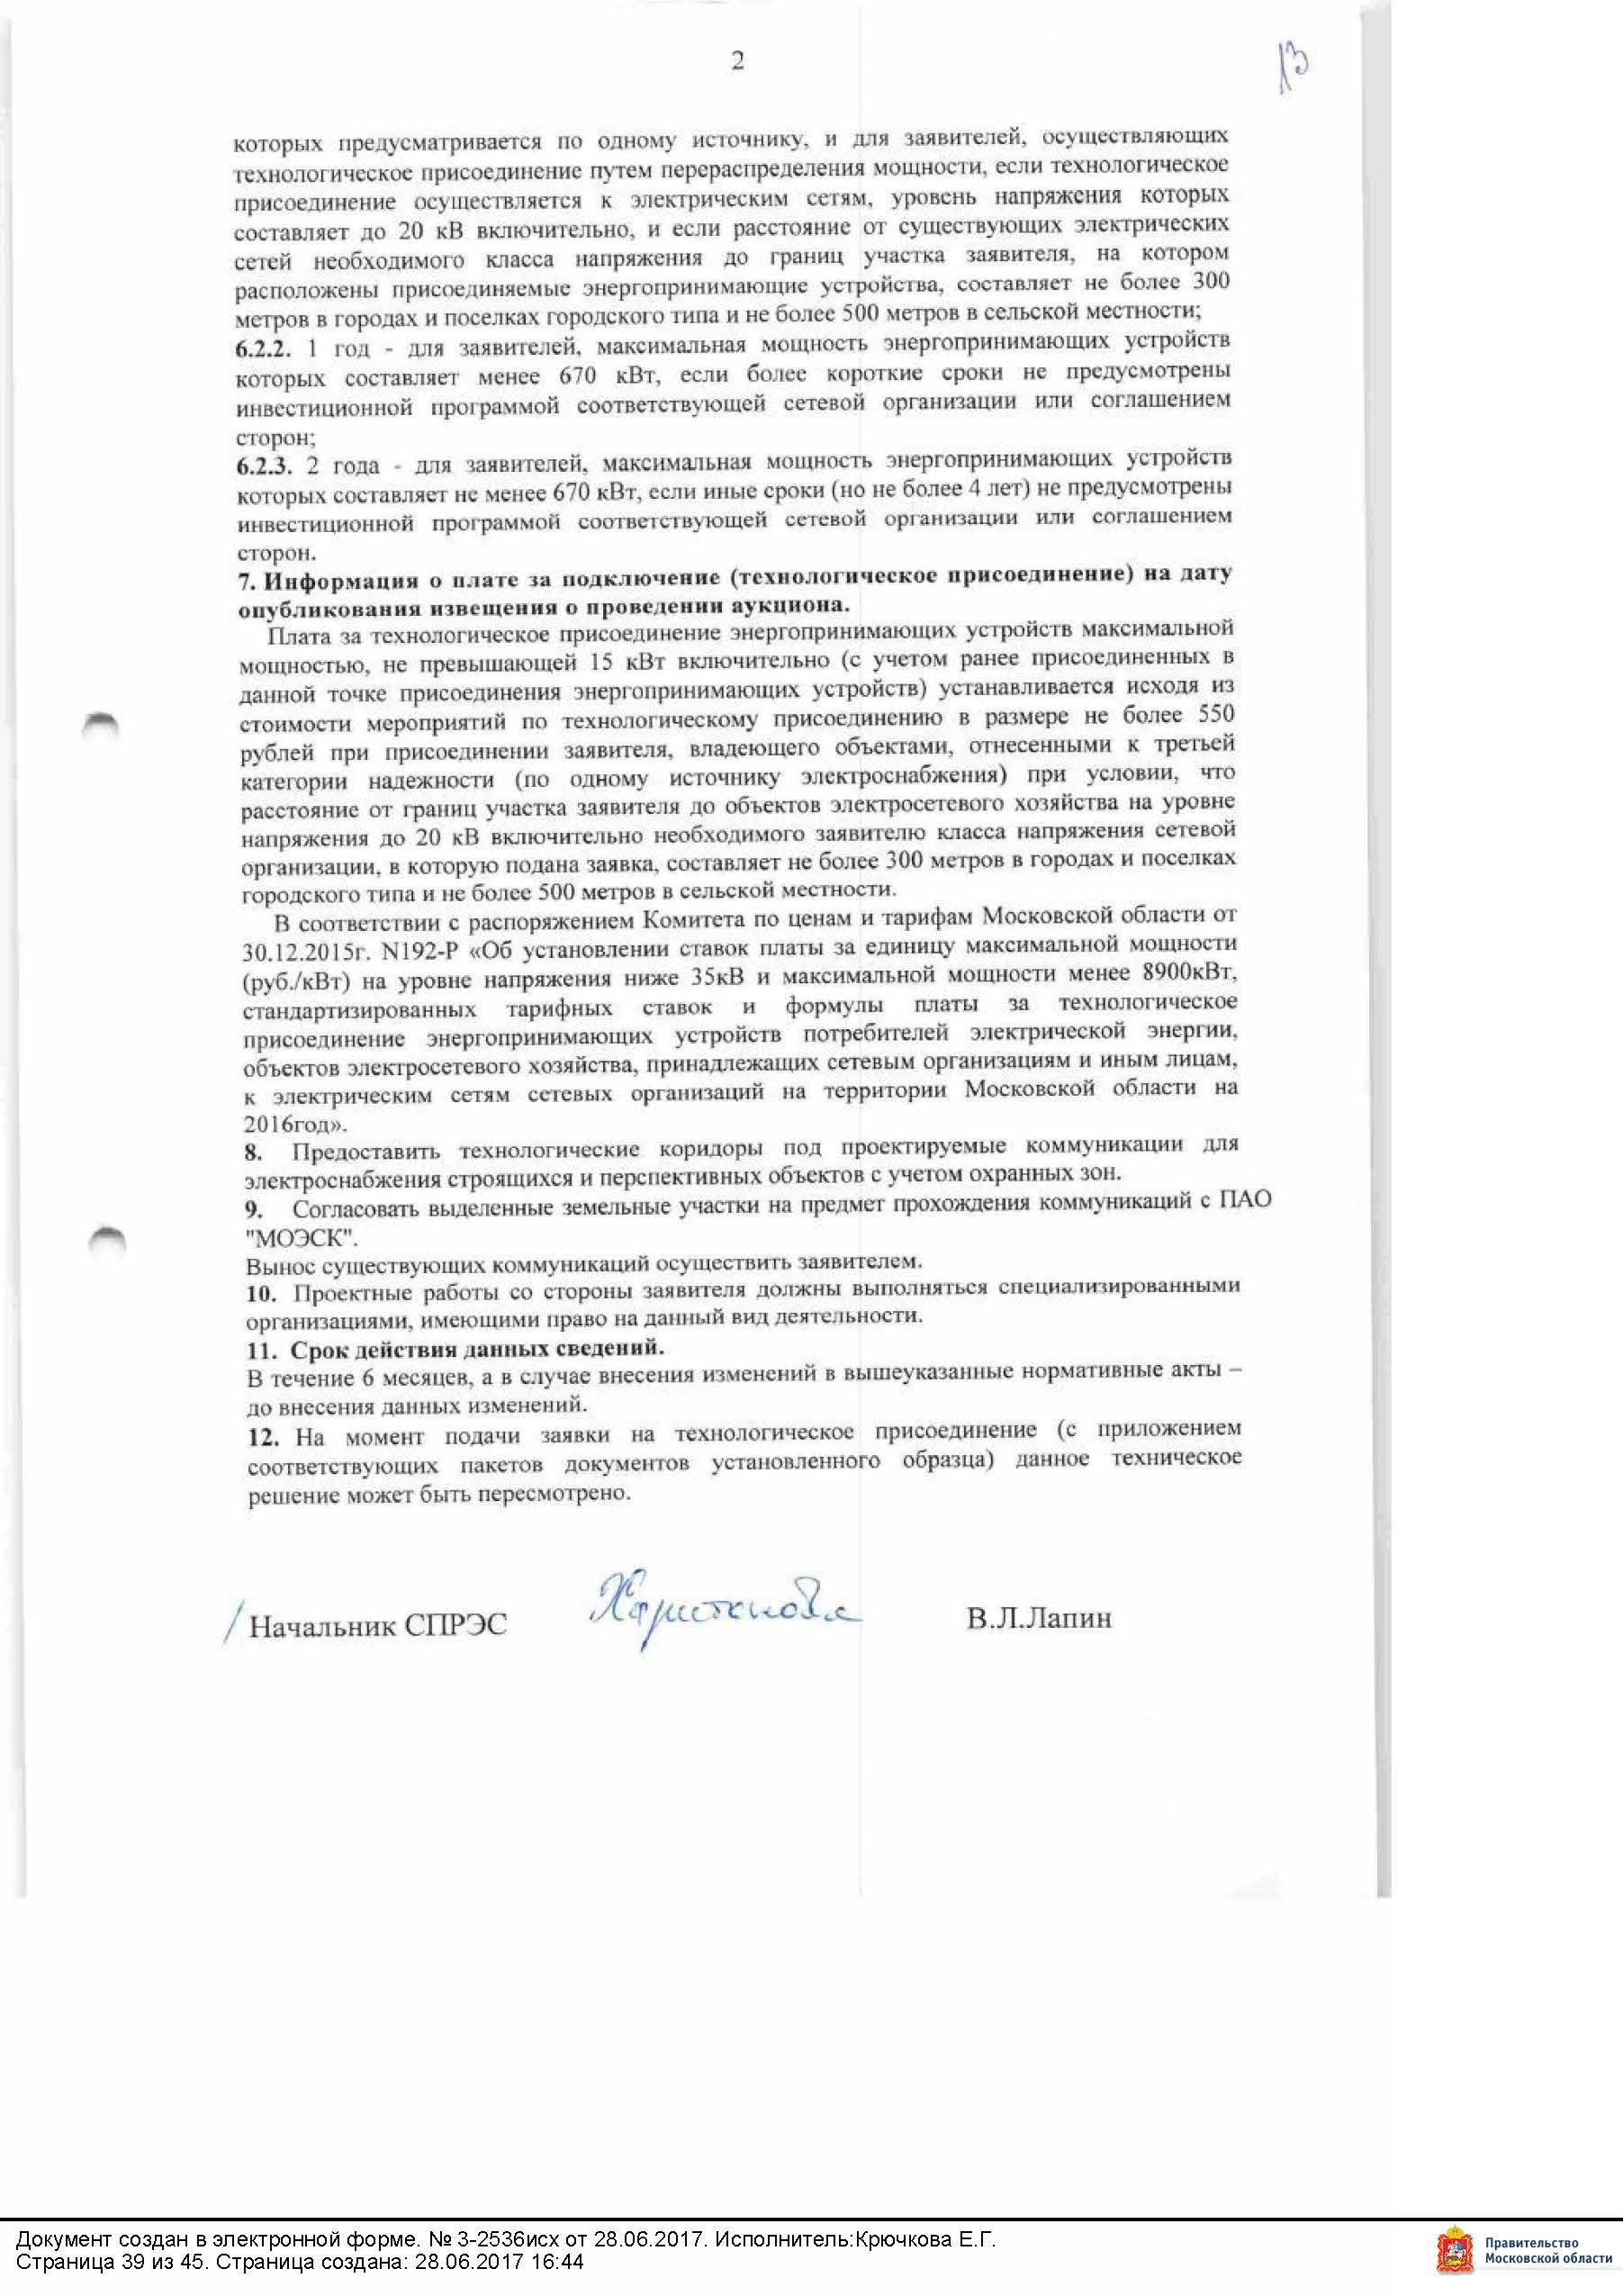 2
13
которых предусматривается по одному источнику, и для заявителей, осуществляющих
технологическое присоединение путем перераспределения мощности, если технологическое
присоединение осуществляется к электрическим сетям, уровень напряжения которых
составляет до 20 кВ включительно, и если расстояние от существующих электрических
сетей необходимого класса напряжения до границ участка заявителя, на котором
расположены присоединяемые энергопринимающие устройства, составляет не более 300
метров в городах и поселках городского типа и не более 500 метров в сельской местности;
6.2.2. 1 год - для заявителей, максимальная мощность энергопринимающих устройств
которых составляет менее 670 кВт, если более короткие сроки не предусмотрены
инвестиционной программой соответствующей сетевой организации или соглашением
сторон;
6.2.3. 2 года - для заявителей, максимальная мощность энергопринимающих устройств
которых составляет не менее 670 кВт, если иные сроки (но не более 4 лет) не предусмотрены
инвестиционной программой соответствующей сетевой организации или соглашением
сторон.
7. Информация о плате за подключение (технологическое присоединение) на дату
опубликования извещения о проведении аукциона.
Плата за технологическое присоединение энергопринимающих устройств максимальной
мощностью, не превышающей 15 кВт включительно (с учетом ранее присоединенных в
данной точке присоединения энергопринимающих устройств) устанавливается исходя из
стоимости мероприятий по технологическому присоединению в размере не более 550
рублей при присоединении заявителя, владеющего объектами, отнесенными к третьей
категории надежности (по одному источнику электроснабжения) при условии, что
расстояние от границ участка заявителя до объектов электросетевого хозяйства на уровне
напряжения до 20 кВ включительно необходимого заявителю класса напряжения сетевой
организации, в которую подана заявка, составляет не более 300 метров в городах и поселках
городского типа и не более 500 метров в сельской местности.
В соответствии с распоряжением Комитета по ценам и тарифам Московской области от
30.12.2015г. N192-Р «Об установлении ставок платы за единицу максимальной мощности
(руб./кВт) на уровне напряжения ниже 35кВ и максимальной мощности менее 8900кВт,
стандартизированных тарифных ставок и формулы платы за технологическое
присоединение энергопринимающих устройств потребителей электрической энергии,
объектов электросетевого хозяйства, принадлежащих сетевым организациям и иным лицам,
к электрическим сетям сетевых организаций на территории Московской области на
2016год».
8. Предоставить технологические коридоры под проектируемые коммуникации для
электроснабжения строящихся и перспективных объектов с учетом охранных зон.
9. Согласовать выделенные земельные участки на предмет прохождения коммуникаций с ПАО
"МОЭСК".
Вынос существующих коммуникаций осуществить заявителем.
10. Проектные работы со стороны заявителя должны выполняться специализированными
организациями, имеющими право на данный вид деятельности.
11. Срок действия данных сведений.
В течение 6 месяцев, а в случае внесения изменений в вышеуказанные нормативные акты –
до внесения данных изменений.
12. На момент подачи заявки на технологическое присоединение (с приложением
соответствующих пакетов документов установленного образца) данное техническое
решение может быть пересмотрено.
/ Начальник СПРЭС В.Л.Лапин
Документ создан в электронной форме. № 3-2536исх от 28.06.2017. Исполнитель:Крючкова Е.Г.
Страница 39 из 45. Страница создана: 28.06.2017 16:44
Правительство
Московской области